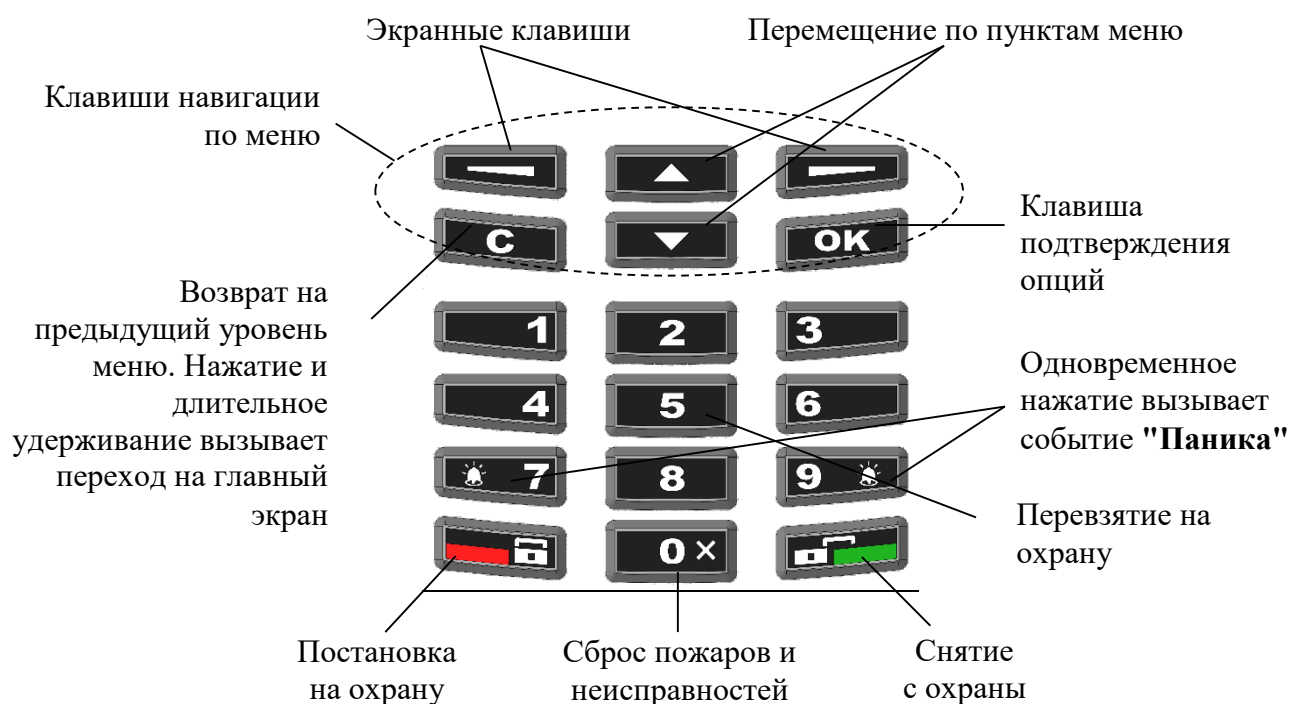 Экранные клавиши
Перемещение по пунктам меню
Клавиши навигации
по меню
C
OK
Клавиша
подтверждения
опций
Возврат на
предыдущий уровень
меню. Нажатие и
длительное
удерживание вызывает
переход на главный
экран
1
2
3
4
5
6
7
8
9
0 ×
Одновременное
нажатие вызывает
событие "Паника"
Перевзятие на
охрану
Постановка
на охрану
Сброс пожаров и
неисправностей
Снятие
с охраны